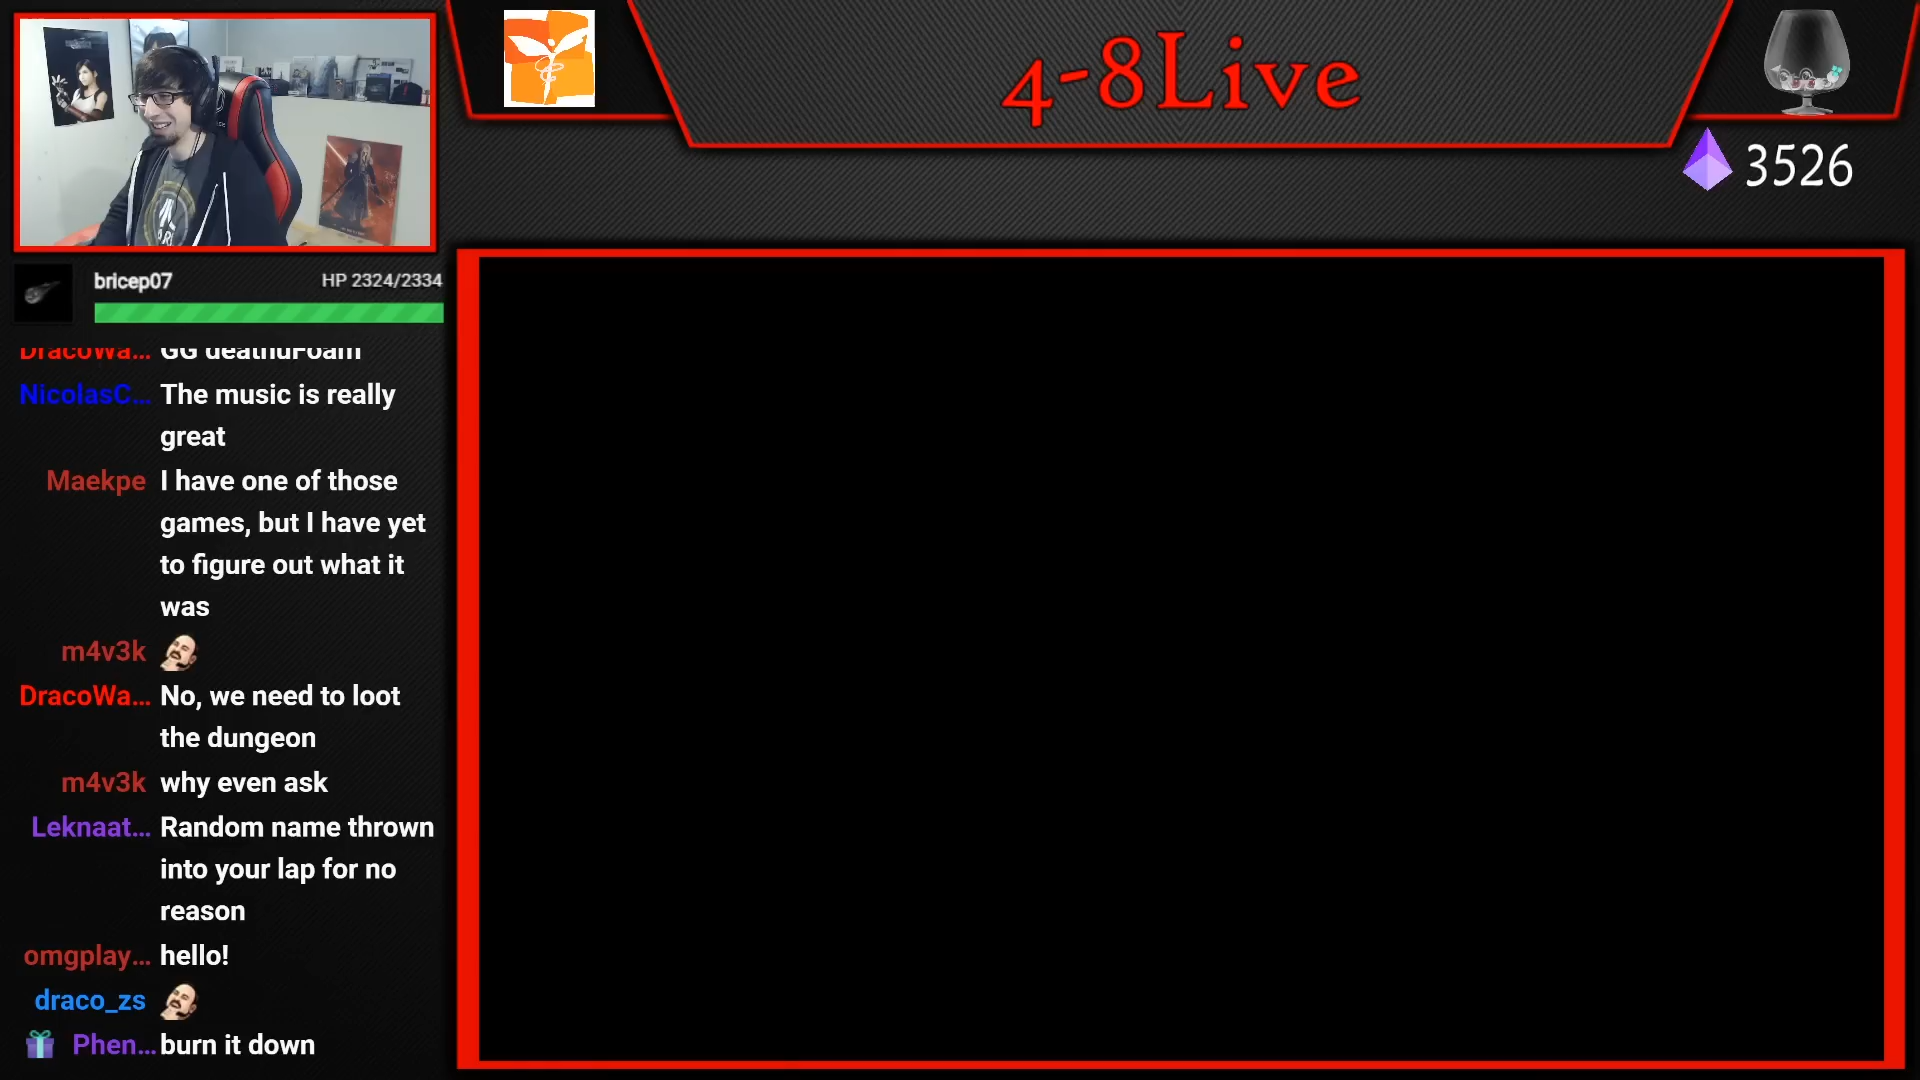 4-8Live
3526
bricep07 HP 2324/2334
DracoWa... GG deathuFoam
NicolasC... The music is really
great
Maekpe I have one of those
games, but I have yet
to figure out what it
was
m4v3k
DracoWa... No, we need to loot
the dungeon
m4v3k why even ask
Leknaat... Random name thrown
into your lap for no
reason
omgplay... hello!
draco_zs
Phen... burn it down